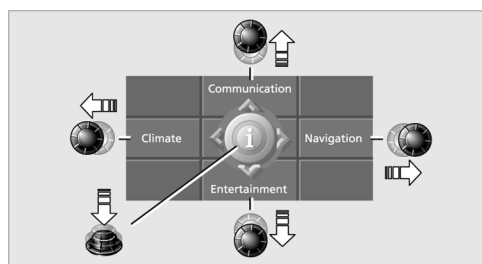 Communication
Climate
i
Navigation
Entertainment